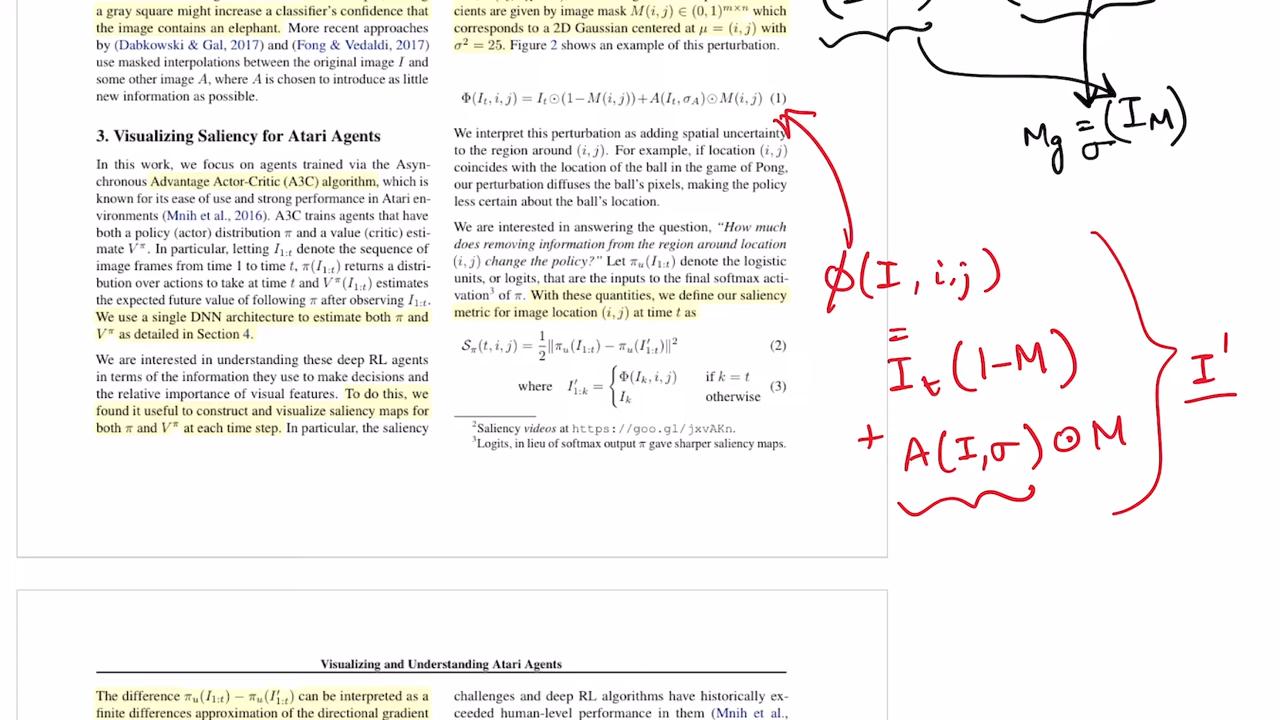 a gray square might increase a classifier's confidence that
the image contains an elephant. More recent approaches
by (Dabkowski & Gal, 2017) and (Fong & Vedaldi, 2017)
use masked interpolations between the original image I and
some other image A, where A is chosen to introduce as little
new information as possible.
3. Visualizing Saliency for Atari Agents
In this work, we focus on agents trained via the Asyn-
chronous Advantage Actor-Critic (A3C) algorithm, which is
known for its ease of use and strong performance in Atari en-
vironments (Mnih et al., 2016). A3C trains agents that have
both a policy (actor) distribution π and a value (critic) esti-
mate V^π. In particular, letting I_{1:t} denote the sequence of
image frames from time 1 to time t, π(I_{1:t}) returns a distri-
bution over actions to take at time t and V^π(I_{1:t}) estimates
the expected future value of following π after observing I_{1:t}.
We use a single DNN architecture to estimate both π and
V^π as detailed in Section 4.
We are interested in understanding these deep RL agents
in terms of the information they use to make decisions and
the relative importance of visual features. To do this, we
found it useful to construct and visualize saliency maps for
both π and V^π at each time step. In particular, the saliency
cients are given by image mask M(i, j) ∈ (0, 1)^{m×n} which
corresponds to a 2D Gaussian centered at μ = (i, j) with
σ² = 25. Figure 2 shows an example of this perturbation.
Φ(I_t, i, j) = I_t⊙(1−M(i, j))+A(I_t, σ_A)⊙M(i, j) (1)
We interpret this perturbation as adding spatial uncertainty
to the region around (i, j). For example, if location (i, j)
coincides with the location of the ball in the game of Pong,
our perturbation diffuses the ball's pixels, making the policy
less certain about the ball's location.
We are interested in answering the question, "How much
does removing information from the region around location
(i, j) change the policy?" Let π_u(I_{1:t}) denote the logistic
units, or logits, that are the inputs to the final softmax acti-
vation³ of π. With these quantities, we define our saliency
metric for image location (i, j) at time t as
S_π(t, i, j) = 1/2 ||π_u(I_{1:t}) − π_u(I'_{1:t})||² (2)
where I'_{1:k} = { Φ(I_k, i, j) if k = t
I_k otherwise (3)
²Saliency videos at https://goo.gl/jxvAKn.
³Logits, in lieu of softmax output π gave sharper saliency maps.
Mg = σ(I_M)
ϕ(I, i,j)
=
I_t (1-M)
+ A(I,σ) ⊙ M
I'
Visualizing and Understanding Atari Agents
The difference π_u(I_{1:t}) − π_u(I'_{1:t}) can be interpreted as a
finite differences approximation of the directional gradient
challenges and deep RL algorithms have historically ex-
ceeded human-level performance in them (Mnih et al.,